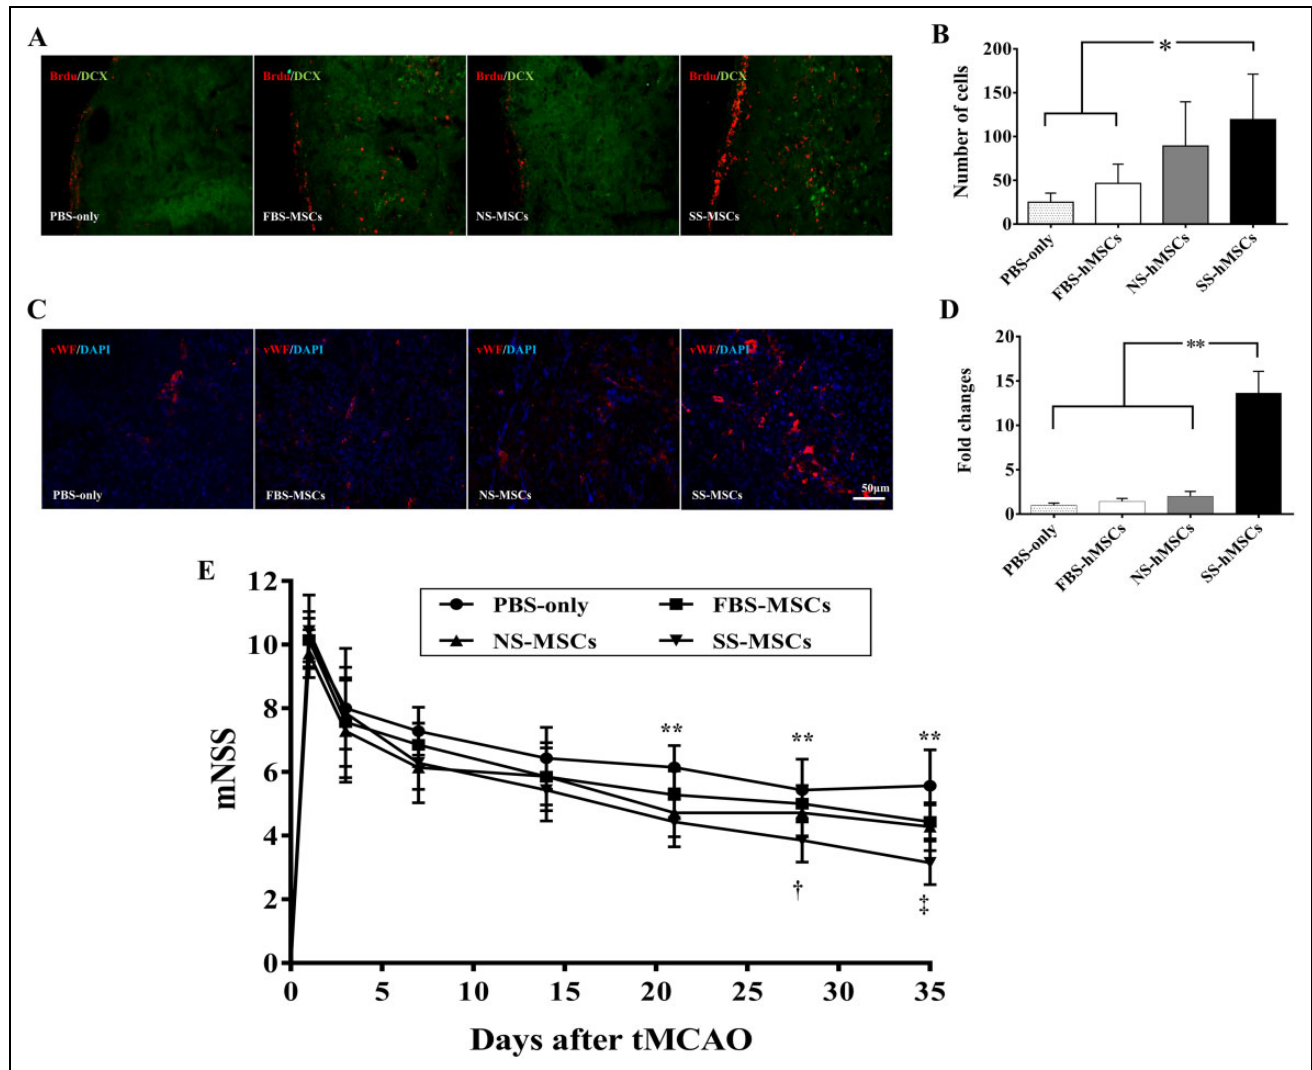 A
Brdu/DCX
PBS-only
Brdu/DCX
FBS-MSCs
Brdu/DCX
NS-MSCs
Brdu/DCX
SS-MSCs
B
Number of cells
200
150
100
50
0
*
PBS-only
FBS-hMSCs
NS-hMSCs
SS-hMSCs
C
vWF/DAPI
PBS-only
vWF/DAPI
FBS-MSCs
vWF/DAPI
NS-MSCs
vWF/DAPI
SS-MSCs
50μm
D
Fold changes
20
15
10
5
0
**
PBS-only
FBS-hMSCs
NS-hMSCs
SS-hMSCs
E
mNSS
12
10
8
6
4
2
0
PBS-only
FBS-MSCs
NS-MSCs
SS-MSCs
** ** **
† ‡
0 5 10 15 20 25 30 35
Days after tMCAO